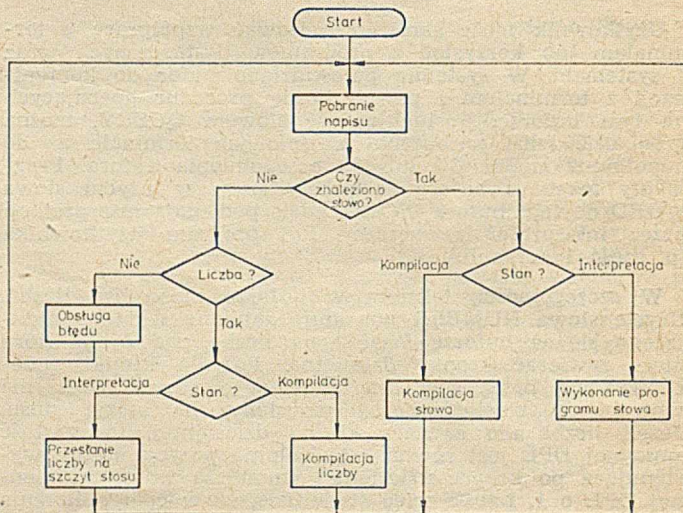 Start
Pobranie
napisu
Czy
znaleziono
słowo?
Nie
Tak
Nie
Liczba ?
Kompilacja
Stan ?
Interpretacja
Obsługa
błędu
Tak
Interpretacja
Stan ?
Kompilacja
Kompilacja
słowa
Wykonanie pro-
gramu słowa
Przesłanie
liczby na
szczyt stosu
Kompilacja
liczby